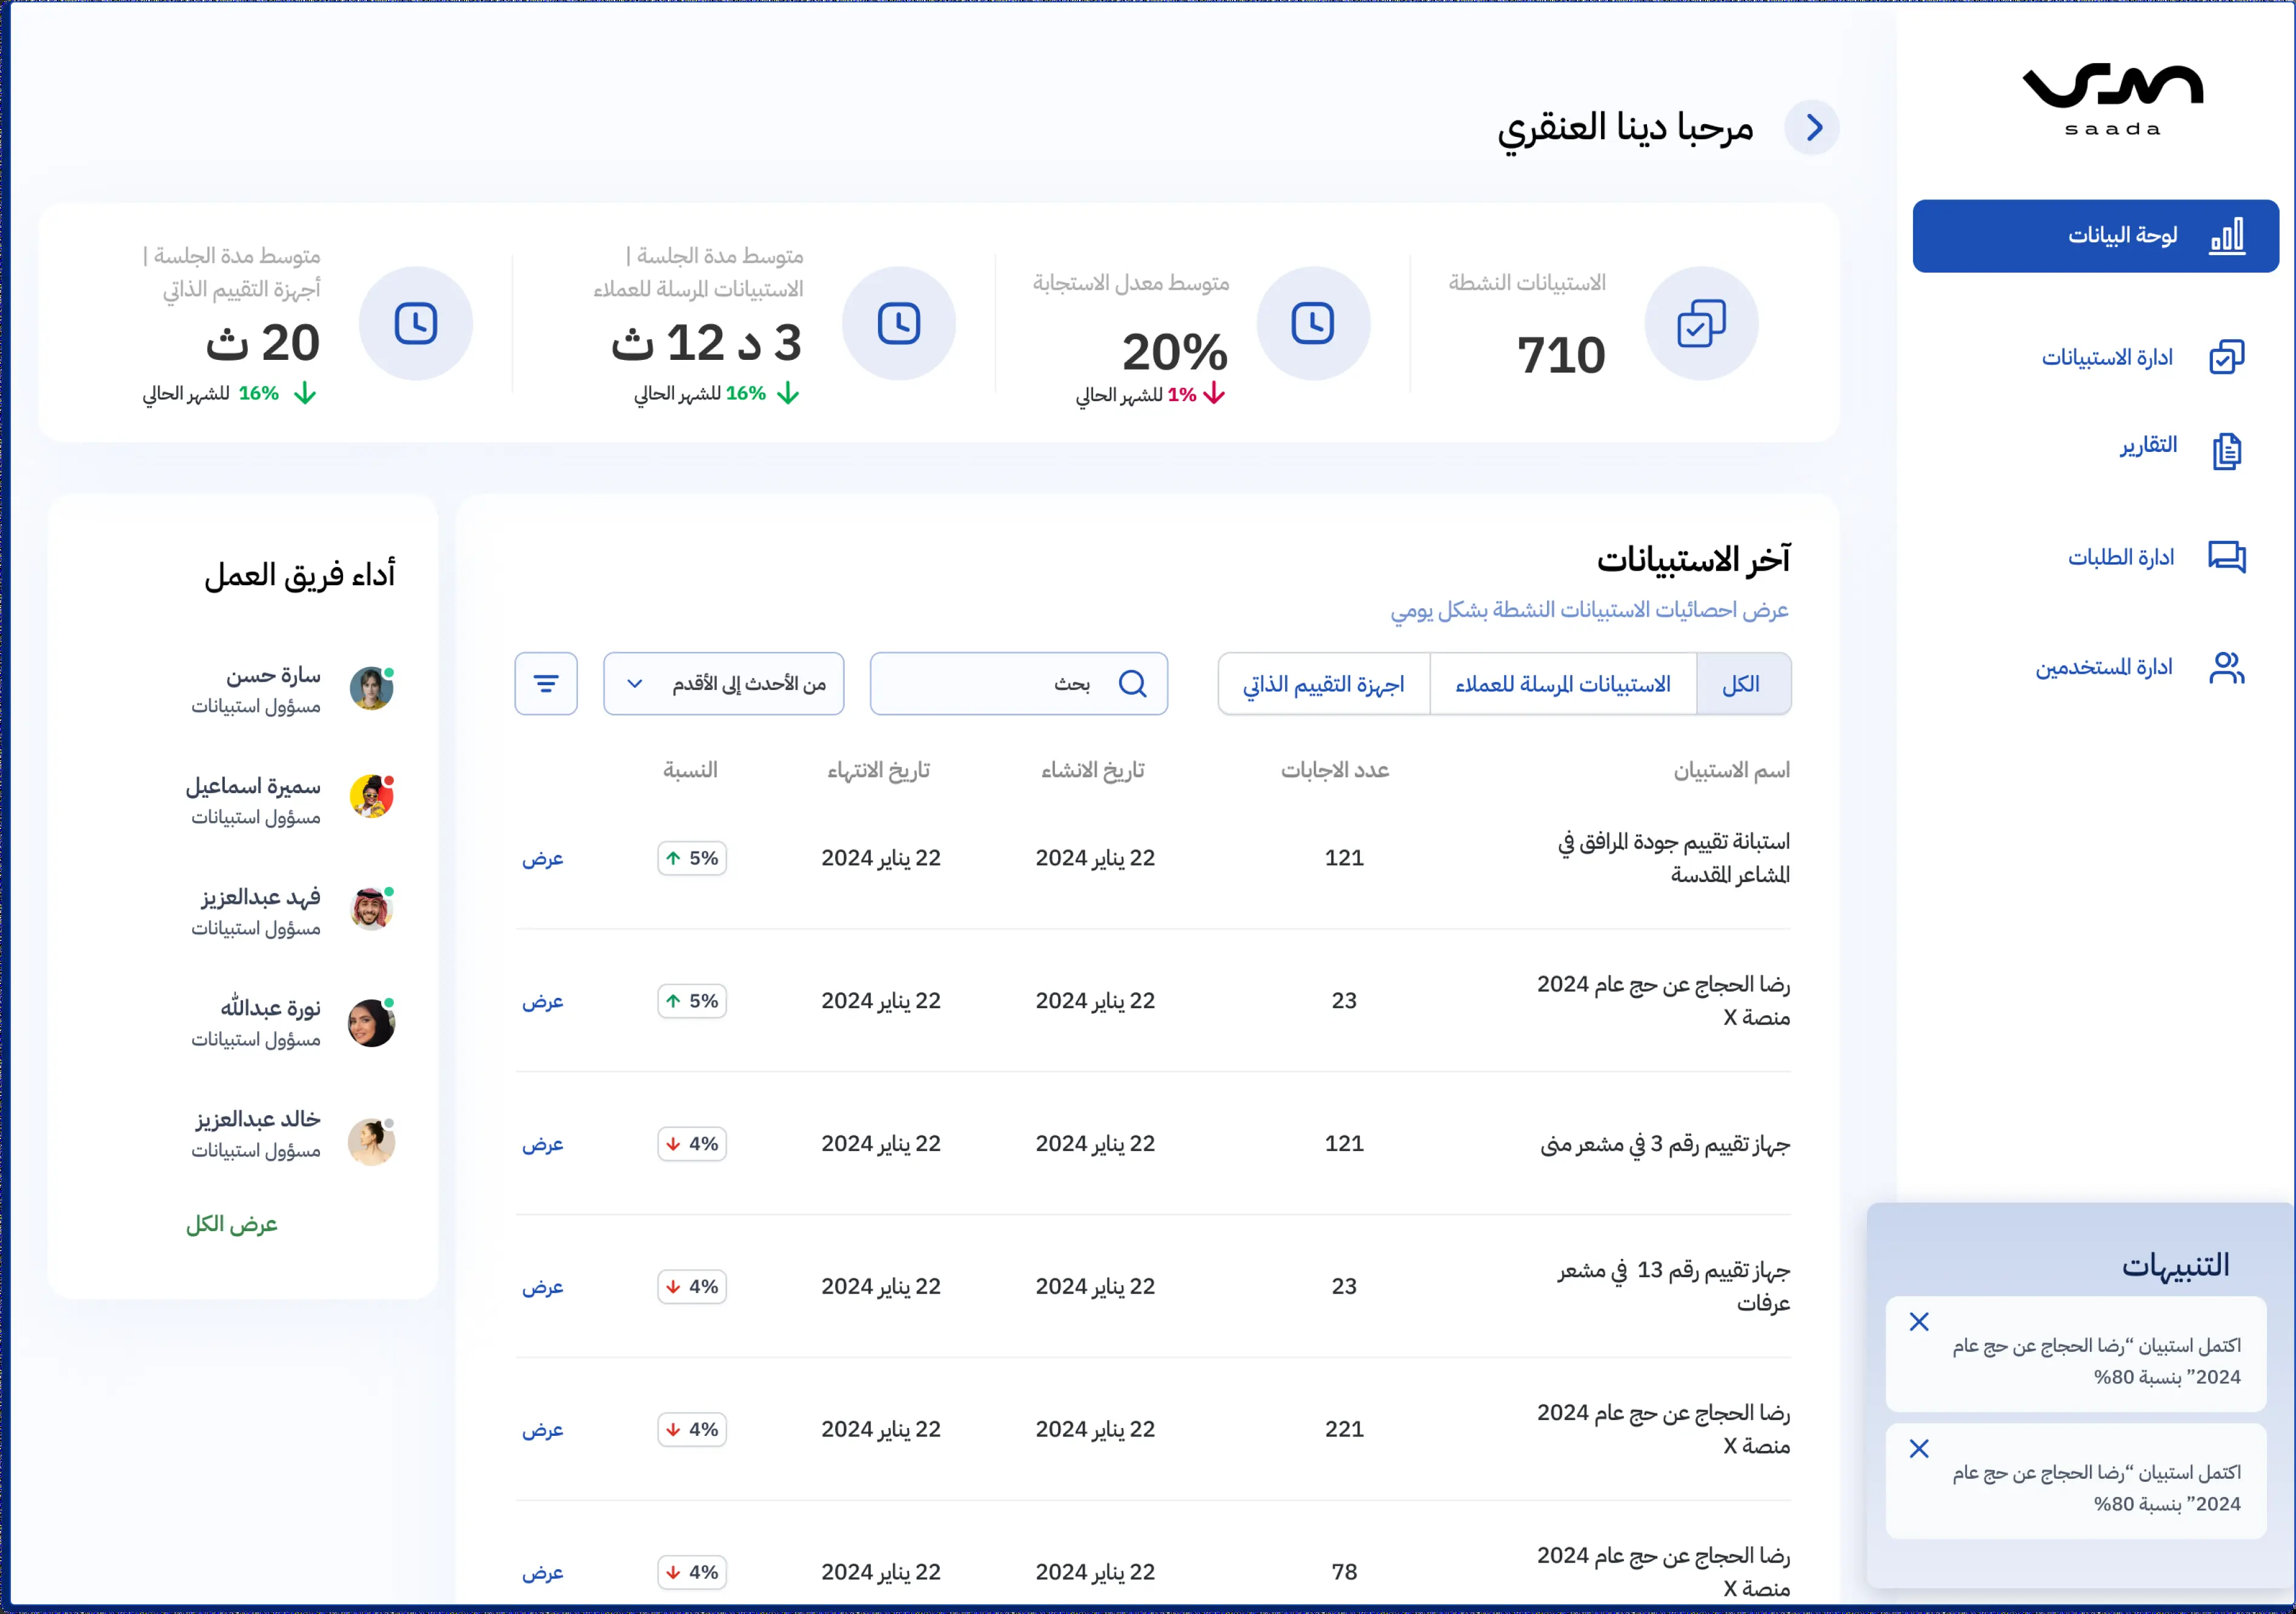 saada
لوحة البيانات
ادارة الاستبيانات
التقارير
ادارة الطلبات
ادارة المستخدمين
مرحبا دينا العنقري
الاستبيانات النشطة
710
متوسط معدل الاستجابة
20%
1% للشهر الحالي
متوسط مدة الجلسة |
الاستبيانات المرسلة للعملاء
3 د 12 ث
16% للشهر الحالي
متوسط مدة الجلسة |
أجهزة التقييم الذاتي
20 ث
16% للشهر الحالي
آخر الاستبيانات
عرض احصائيات الاستبيانات النشطة بشكل يومي
الكل
الاستبيانات المرسلة للعملاء
اجهزة التقييم الذاتي
بحث
من الأحدث إلى الأقدم
اسم الاستبيان عدد الاجابات تاريخ الانشاء تاريخ الانتهاء النسبة
استبانة تقييم جودة المرافق في
المشاعر المقدسة
121 22 يناير 2024 22 يناير 2024 5% عرض
رضا الحجاج عن حج عام 2024
منصة X
23 22 يناير 2024 22 يناير 2024 5% عرض
جهاز تقييم رقم 3 في مشعر منى
121 22 يناير 2024 22 يناير 2024 4% عرض
جهاز تقييم رقم 13 في مشعر
عرفات
23 22 يناير 2024 22 يناير 2024 4% عرض
رضا الحجاج عن حج عام 2024
منصة X
221 22 يناير 2024 22 يناير 2024 4% عرض
رضا الحجاج عن حج عام 2024
منصة X
78 22 يناير 2024 22 يناير 2024 4% عرض
أداء فريق العمل
سارة حسن
مسؤول استبيانات
سميرة اسماعيل
مسؤول استبيانات
فهد عبدالعزيز
مسؤول استبيانات
نورة عبدالله
مسؤول استبيانات
خالد عبدالعزيز
مسؤول استبيانات
عرض الكل
التنبيهات
اكتمل استبيان “رضا الحجاج عن حج عام
2024” بنسبة 80%
اكتمل استبيان “رضا الحجاج عن حج عام
2024” بنسبة 80%